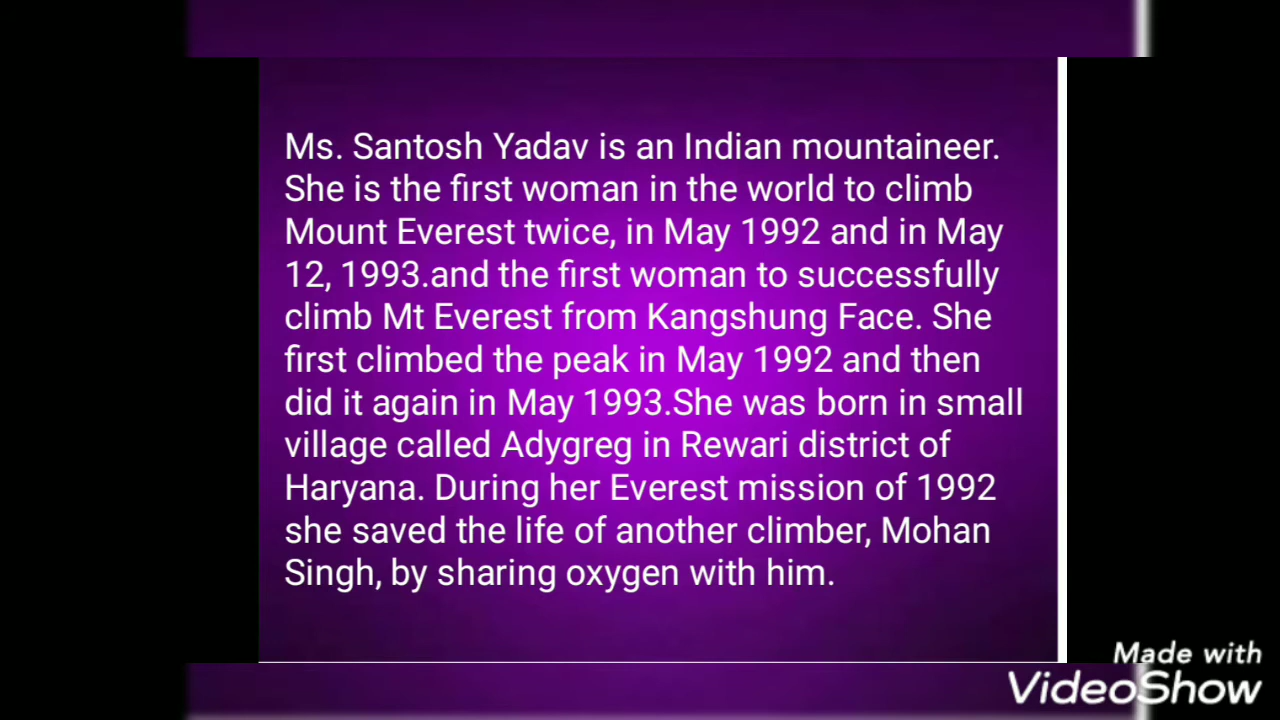 Ms. Santosh Yadav is an Indian mountaineer.
She is the first woman in the world to climb
Mount Everest twice, in May 1992 and in May
12, 1993.and the first woman to successfully
climb Mt Everest from Kangshung Face. She
first climbed the peak in May 1992 and then
did it again in May 1993.She was born in small
village called Adygreg in Rewari district of
Haryana. During her Everest mission of 1992
she saved the life of another climber, Mohan
Singh, by sharing oxygen with him.
Made with
VideoShow